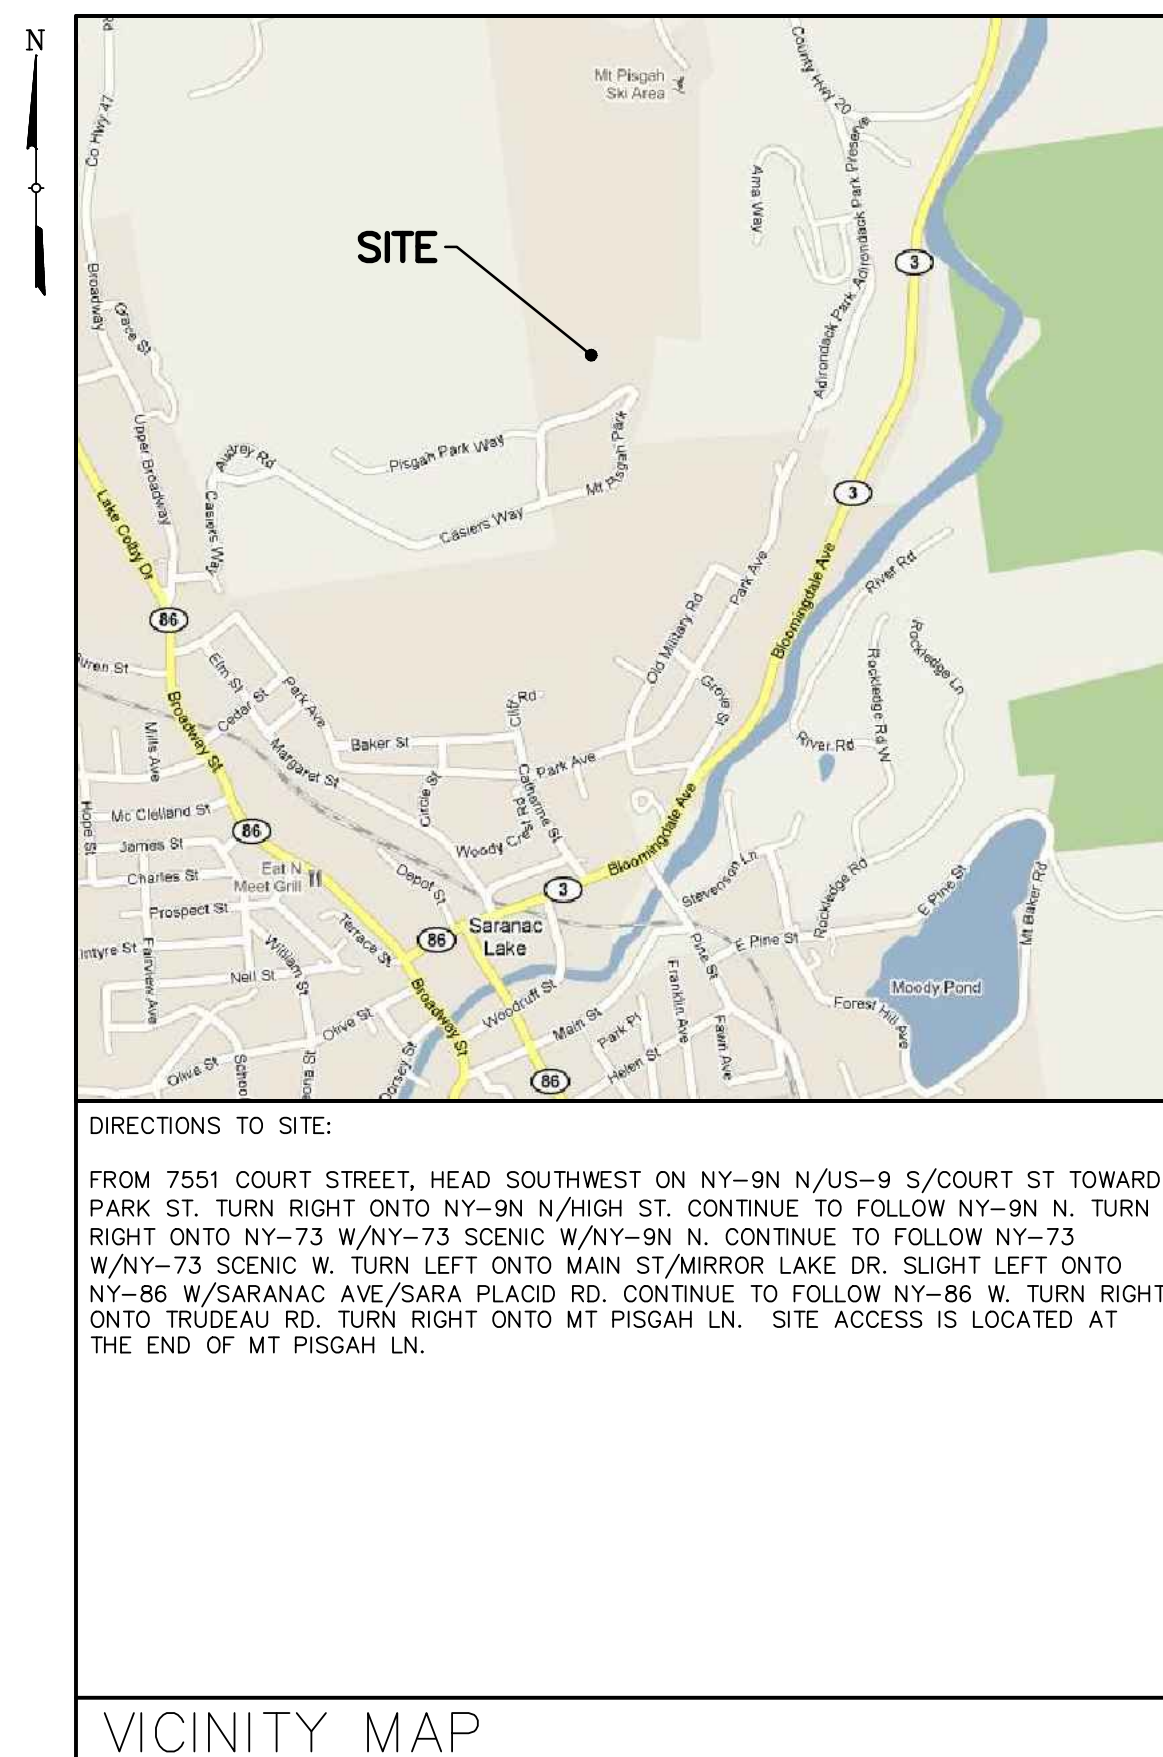 N
Rd
Co Hwy 47
Mt Pisgah
Ski Area
County Hwy 20
Adirondack Park Preserve
Ama Way
SITE
3
Broadway
Grace St
Adirondack Park
Adirondack Park
Upper Broadway
Audrey Rd
Pisgah Park Way
Mt Pisgah Park
3
Lake Colby Dr
Casiers Way
Casiers Way
Park Ave
Bloomingdale Ave
River Rd
86
Old Military Rd
Rockledge Ln
uren St
Elm St
Cedar St
Park Ave
Cliff Rd
Grove St
Rockledge Rd W
Broadway St
Mills Ave
Baker St
River Rd
Margaret St
Park Ave
Catherine St
Circle St
Hope St
Mc Clelland St
86
James St
Woody Crest Rd
Bloomingdale Ave
Charles St
Eat N
Meet Grill
Depot St
3
Stevenson Ln
Rockledge Rd
E Pine St
Mt Baker Rd
Prospect St
Terrace St
86
Saranac
Lake
Pine St
E Pine St
intyre St
Fairview Ave
William St
Neil St
Broadway St
Woodruff St
Franklin Ave
Moody Pond
Forest Hill Ave
Olive St
Main St
Park Pl
Fawn Ave
Olive St
Schoo
ona St
Dorsey St
86
Helen St
DIRECTIONS TO SITE:
FROM 7551 COURT STREET, HEAD SOUTHWEST ON NY-9N N/US-9 S/COURT ST TOWARD
PARK ST. TURN RIGHT ONTO NY-9N N/HIGH ST. CONTINUE TO FOLLOW NY-9N N. TURN
RIGHT ONTO NY-73 W/NY-73 SCENIC W/NY-9N N. CONTINUE TO FOLLOW NY-73
W/NY-73 SCENIC W. TURN LEFT ONTO MAIN ST/MIRROR LAKE DR. SLIGHT LEFT ONTO
NY-86 W/SARANAC AVE/SARA PLACID RD. CONTINUE TO FOLLOW NY-86 W. TURN RIGHT
ONTO TRUDEAU RD. TURN RIGHT ONTO MT PISGAH LN. SITE ACCESS IS LOCATED AT
THE END OF MT PISGAH LN.
VICINITY MAP